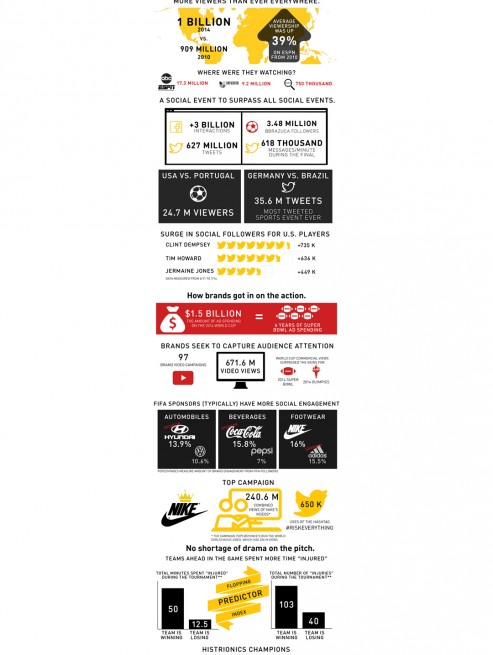 MORE VIEWERS THAN EVER EVERYWHERE.
1 BILLION
2014
VS.
909 MILLION
2010
AVERAGE
VIEWERSHIP
WAS UP
39%
ON ESPN
FROM 2010
WHERE WERE THEY WATCHING?
abc
ESPN
17.3 MILLION
9.2 MILLION
750 THOUSAND
A SOCIAL EVENT TO SURPASS ALL SOCIAL EVENTS.
+3 BILLION
INTERACTIONS
3.48 MILLION
@BRAZUCA FOLLOWERS
627 MILLION
TWEETS
618 THOUSAND
MESSAGES/MINUTE
DURING THE FINAL
USA VS. PORTUGAL
24.7 M VIEWERS
GERMANY VS. BRAZIL
35.6 M TWEETS
MOST TWEETED
SPORTS EVENT EVER
SURGE IN SOCIAL FOLLOWERS FOR U.S. PLAYERS
CLINT DEMPSEY +735 K
TIM HOWARD +636 K
JERMAINE JONES +449 K
How brands got in on the action.
$1.5 BILLION
THE AMOUNT OF AD SPENDING
ON THE 2014 WORLD CUP
=
6 YEARS OF SUPER
BOWL AD SPENDING
BRANDS SEEK TO CAPTURE AUDIENCE ATTENTION
97
BRAND VIDEO CAMPAIGNS
671.6 M
VIDEO VIEWS
WORLD CUP COMMERCIAL VIEWS
SURPASSED THE VIEWS FOR
2014 SUPER
BOWL
2014 OLYMPICS
FIFA SPONSORS (TYPICALLY) HAVE MORE SOCIAL ENGAGEMENT
AUTOMOBILES
HYUNDAI
13.9%
10.6%
BEVERAGES
Coca-Cola
15.8%
pepsi
7%
FOOTWEAR
NIKE
16%
adidas
15.5%
TOP CAMPAIGN
NIKE
240.6 M
COMBINED
VIEWS OF NIKE'S
VIDEOS*
650 K
USES OF THE HASHTAG
#RISKEVERYTHING
No shortage of drama on the pitch.
TEAMS AHEAD IN THE GAME SPENT MORE TIME "INJURED"
TOTAL MINUTES SPENT "INJURED"
DURING THE TOURNAMENT**
50
12.5
TEAM IS
WINNING
TEAM IS
LOSING
FLOPPING
PREDICTOR
INDEX
TOTAL NUMBER OF "INJURIES"
DURING THE TOURNAMENT**
103
40
TEAM IS
WINNING
TEAM IS
LOSING
HISTRIONICS CHAMPIONS